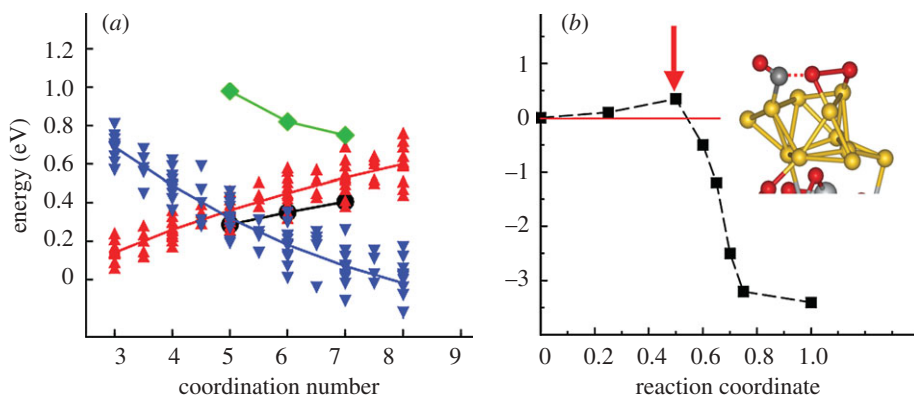 (a)
1.2
1.0
0.8
0.6
0.4
0.2
0
energy (eV)
3 4 5 6 7 8 9
coordination number
(b)
1
0
−1
−2
−3
0 0.2 0.4 0.6 0.8 1.0
reaction coordinate